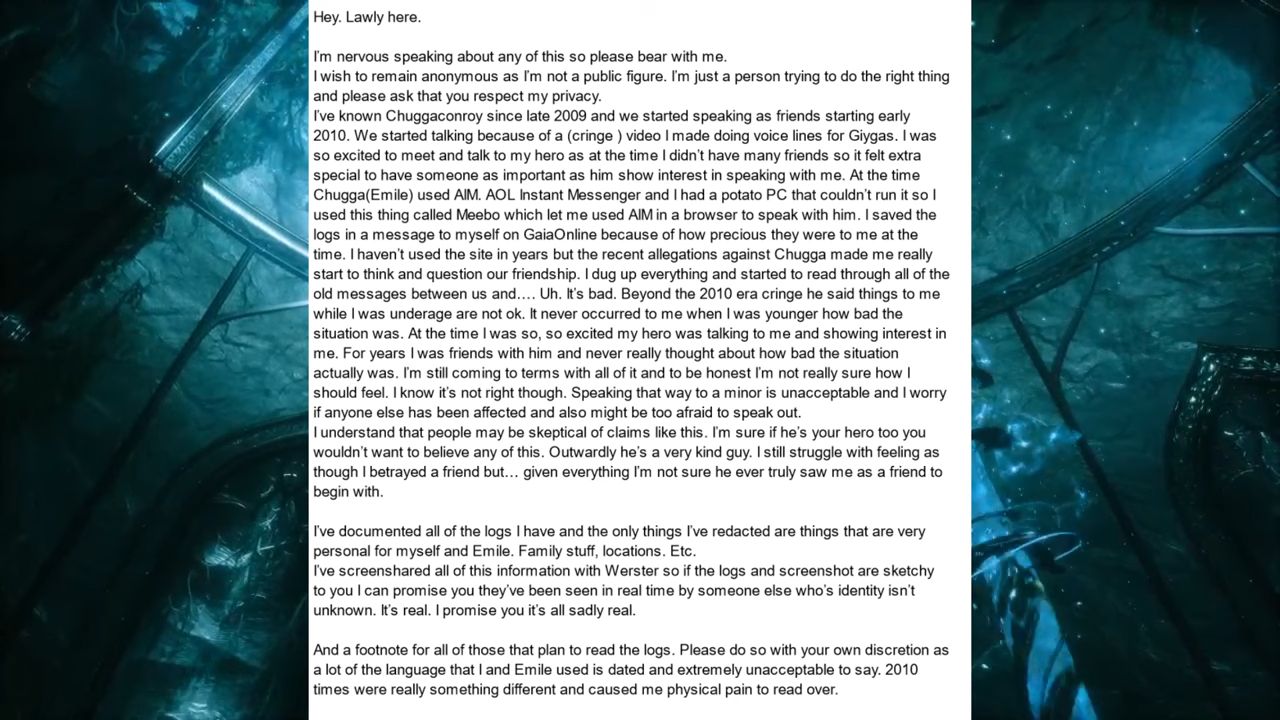 Hey. Lawly here.
I'm nervous speaking about any of this so please bear with me.
I wish to remain anonymous as I'm not a public figure. I'm just a person trying to do the right thing
and please ask that you respect my privacy.
I've known Chuggaconroy since late 2009 and we started speaking as friends starting early
2010. We started talking because of a (cringe ) video I made doing voice lines for Giygas. I was
so excited to meet and talk to my hero as at the time I didn't have many friends so it felt extra
special to have someone as important as him show interest in speaking with me. At the time
Chugga(Emile) used AIM. AOL Instant Messenger and I had a potato PC that couldn't run it so I
used this thing called Meebo which let me used AIM in a browser to speak with him. I saved the
logs in a message to myself on GaiaOnline because of how precious they were to me at the
time. I haven't used the site in years but the recent allegations against Chugga made me really
start to think and question our friendship. I dug up everything and started to read through all of the
old messages between us and…. Uh. It's bad. Beyond the 2010 era cringe he said things to me
while I was underage are not ok. It never occurred to me when I was younger how bad the
situation was. At the time I was so, so excited my hero was talking to me and showing interest in
me. For years I was friends with him and never really thought about how bad the situation
actually was. I'm still coming to terms with all of it and to be honest I'm not really sure how I
should feel. I know it's not right though. Speaking that way to a minor is unacceptable and I worry
if anyone else has been affected and also might be too afraid to speak out.
I understand that people may be skeptical of claims like this. I'm sure if he's your hero too you
wouldn't want to believe any of this. Outwardly he's a very kind guy. I still struggle with feeling as
though I betrayed a friend but… given everything I'm not sure he ever truly saw me as a friend to
begin with.
I've documented all of the logs I have and the only things I've redacted are things that are very
personal for myself and Emile. Family stuff, locations. Etc.
I've screenshared all of this information with Werster so if the logs and screenshot are sketchy
to you I can promise you they've been seen in real time by someone else who's identity isn't
unknown. It's real. I promise you it's all sadly real.
And a footnote for all of those that plan to read the logs. Please do so with your own discretion as
a lot of the language that I and Emile used is dated and extremely unacceptable to say. 2010
times were really something different and caused me physical pain to read over.